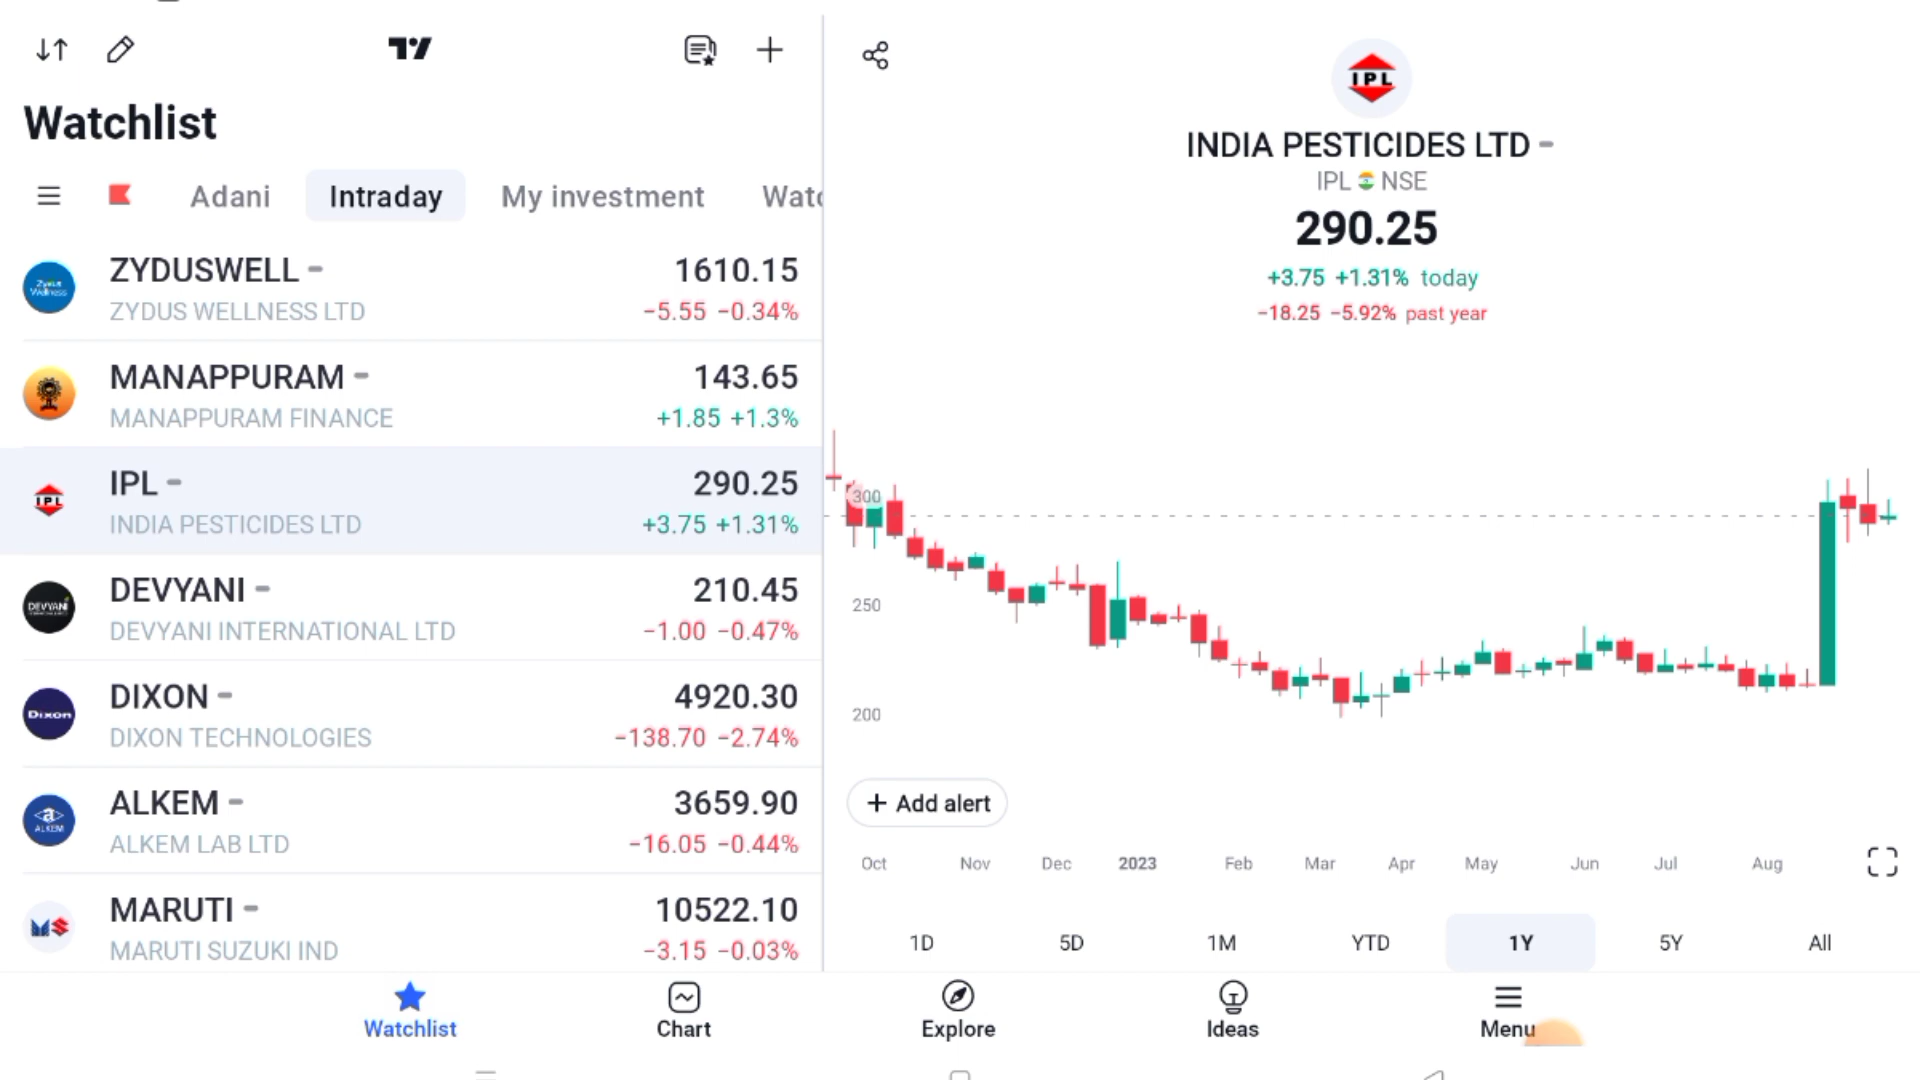 Watchlist
Adani
Intraday
My investment
Watc
ZYDUSWELL
1610.15
ZYDUS WELLNESS LTD
−5.55 −0.34%
MANAPPURAM
143.65
MANAPPURAM FINANCE
+1.85 +1.3%
IPL
IPL
290.25
INDIA PESTICIDES LTD
+3.75 +1.31%
DEVYANI
DEVYANI
210.45
DEVYANI INTERNATIONAL LTD
−1.00 −0.47%
Dixon
DIXON
4920.30
DIXON TECHNOLOGIES
−138.70 −2.74%
ALKEM
ALKEM
3659.90
ALKEM LAB LTD
−16.05 −0.44%
MARUTI
10522.10
MARUTI SUZUKI IND
−3.15 −0.03%
IPL
INDIA PESTICIDES LTD
IPL NSE
290.25
+3.75 +1.31% today
−18.25 −5.92% past year
300
250
200
+ Add alert
Oct Nov Dec 2023 Feb Mar Apr May Jun Jul Aug
1D 5D 1M YTD 1Y 5Y All
Watchlist Chart Explore Ideas Menu